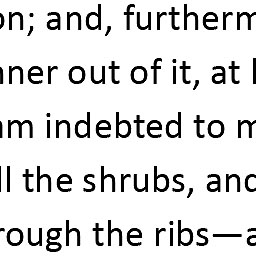 on; and, furtherm
nner out of it, at
am indebted to m
ll the shrubs, and
rough the ribs—a